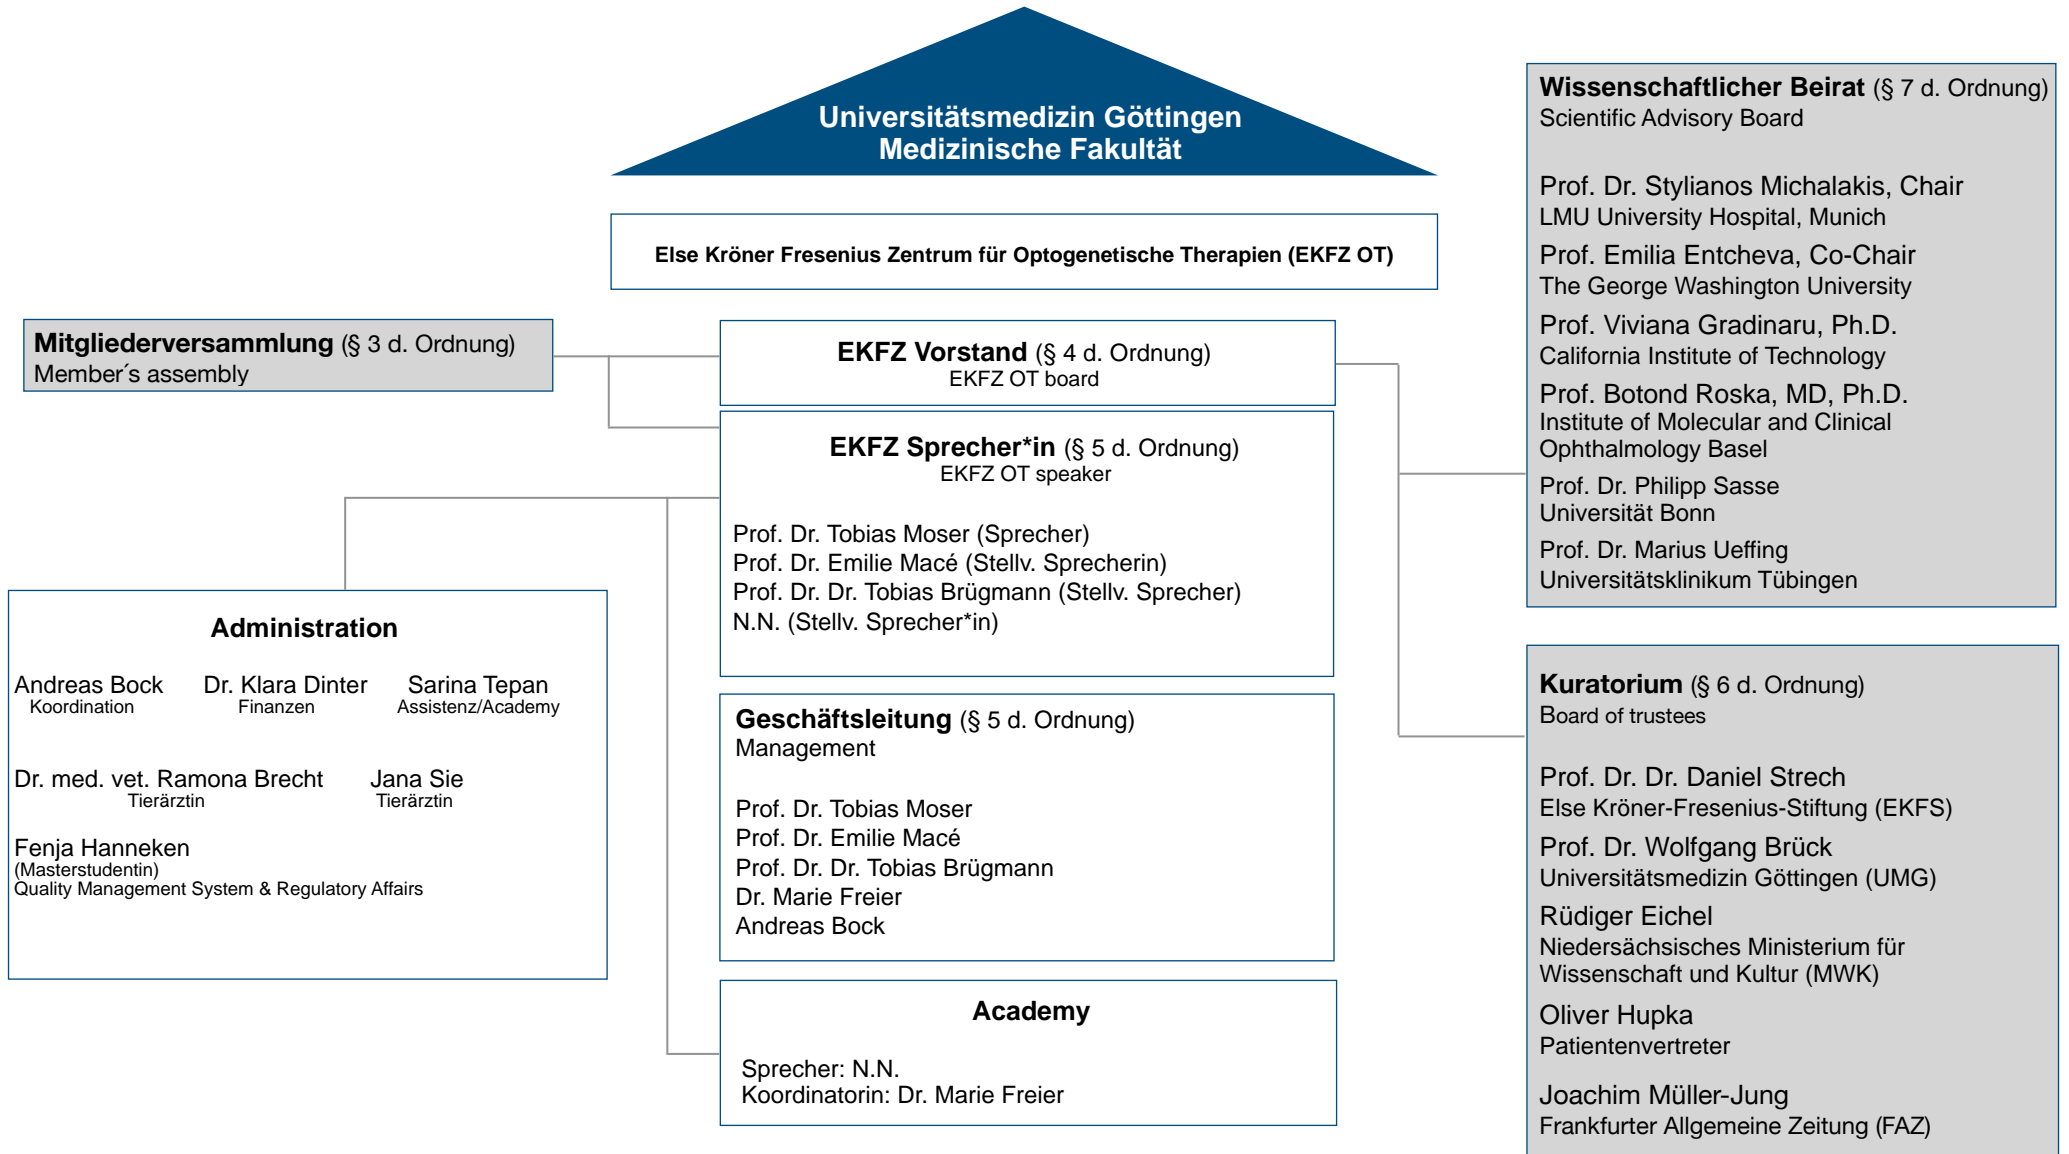 Universitätsmedizin Göttingen
Medizinische Fakultät
Else Kröner Fresenius Zentrum für Optogenetische Therapien (EKFZ OT)
Mitgliederversammlung (§ 3 d. Ordnung)
Member´s assembly
EKFZ Vorstand (§ 4 d. Ordnung)
EKFZ OT board
EKFZ Sprecher*in (§ 5 d. Ordnung)
EKFZ OT speaker
Prof. Dr. Tobias Moser (Sprecher)
Prof. Dr. Emilie Macé (Stellv. Sprecherin)
Prof. Dr. Dr. Tobias Brügmann (Stellv. Sprecher)
N.N. (Stellv. Sprecher*in)
Administration
Andreas Bock Dr. Klara Dinter Sarina Tepan
Koordination Finanzen Assistenz/Academy
Dr. med. vet. Ramona Brecht Jana Sie
Tierärztin Tierärztin
Fenja Hanneken
(Masterstudentin)
Quality Management System & Regulatory Affairs
Geschäftsleitung (§ 5 d. Ordnung)
Management
Prof. Dr. Tobias Moser
Prof. Dr. Emilie Macé
Prof. Dr. Dr. Tobias Brügmann
Dr. Marie Freier
Andreas Bock
Academy
Sprecher: N.N.
Koordinatorin: Dr. Marie Freier
Wissenschaftlicher Beirat (§ 7 d. Ordnung)
Scientific Advisory Board
Prof. Dr. Stylianos Michalakis, Chair
LMU University Hospital, Munich
Prof. Emilia Entcheva, Co-Chair
The George Washington University
Prof. Viviana Gradinaru, Ph.D.
California Institute of Technology
Prof. Botond Roska, MD, Ph.D.
Institute of Molecular and Clinical
Ophthalmology Basel
Prof. Dr. Philipp Sasse
Universität Bonn
Prof. Dr. Marius Ueffing
Universitätsklinikum Tübingen
Kuratorium (§ 6 d. Ordnung)
Board of trustees
Prof. Dr. Dr. Daniel Strech
Else Kröner-Fresenius-Stiftung (EKFS)
Prof. Dr. Wolfgang Brück
Universitätsmedizin Göttingen (UMG)
Rüdiger Eichel
Niedersächsisches Ministerium für
Wissenschaft und Kultur (MWK)
Oliver Hupka
Patientenvertreter
Joachim Müller-Jung
Frankfurter Allgemeine Zeitung (FAZ)